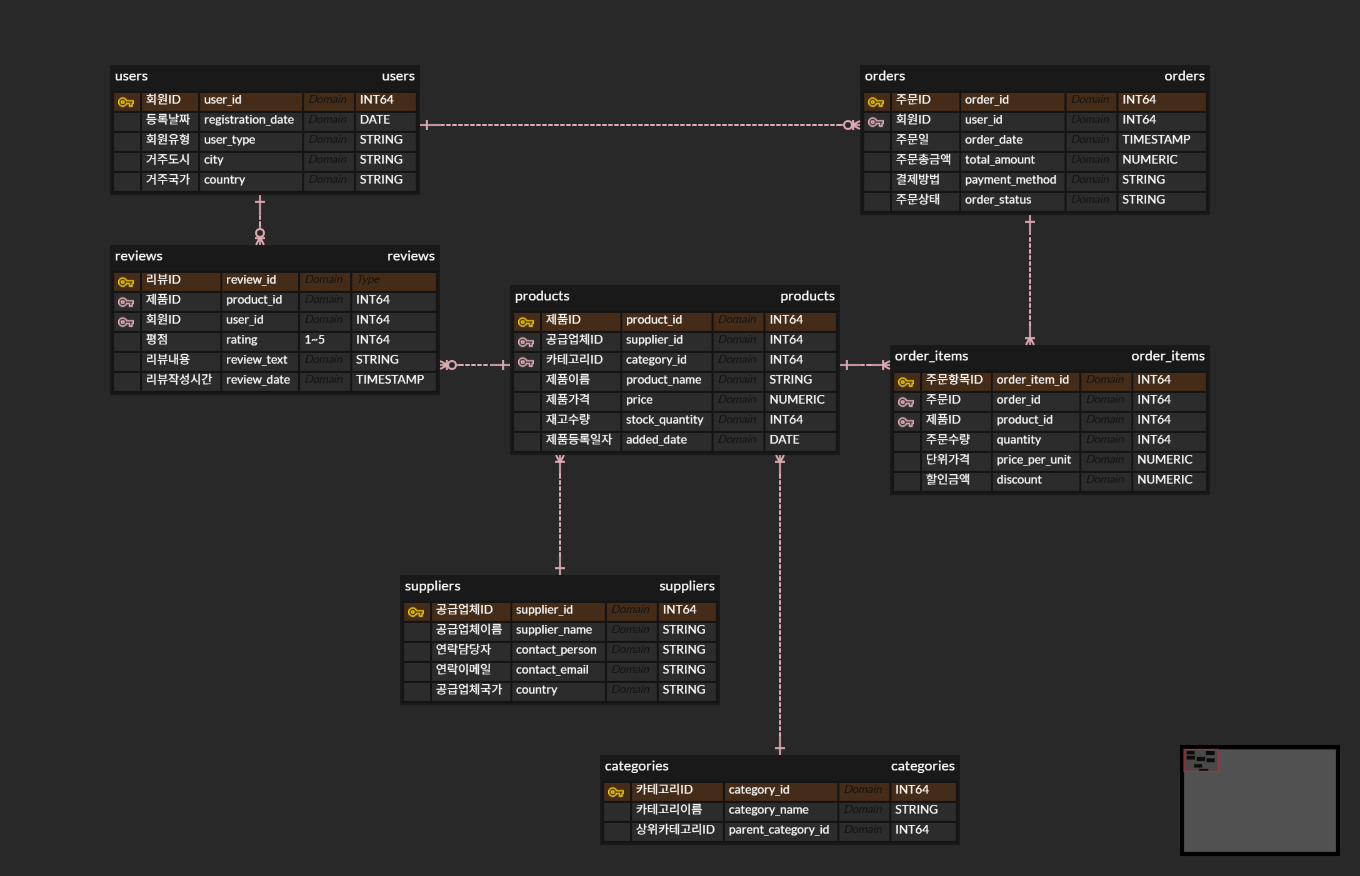 users users
회원ID user_id Domain INT64
등록날짜 registration_date Domain DATE
회원유형 user_type Domain STRING
거주도시 city Domain STRING
거주국가 country Domain STRING
orders orders
주문ID order_id Domain INT64
회원ID user_id Domain INT64
주문일 order_date Domain TIMESTAMP
주문총금액 total_amount Domain NUMERIC
결제방법 payment_method Domain STRING
주문상태 order_status Domain STRING
reviews reviews
리뷰ID review_id Domain Type
제품ID product_id Domain INT64
회원ID user_id Domain INT64
평점 rating 1~5 INT64
리뷰내용 review_text Domain STRING
리뷰작성시간 review_date Domain TIMESTAMP
products products
제품ID product_id Domain INT64
공급업체ID supplier_id Domain INT64
카테고리ID category_id Domain INT64
제품이름 product_name Domain STRING
제품가격 price Domain NUMERIC
재고수량 stock_quantity Domain INT64
제품등록일자 added_date Domain DATE
order_items order_items
주문항목ID order_item_id Domain INT64
주문ID order_id Domain INT64
제품ID product_id Domain INT64
주문수량 quantity Domain INT64
단위가격 price_per_unit Domain NUMERIC
할인금액 discount Domain NUMERIC
suppliers suppliers
공급업체ID supplier_id Domain INT64
공급업체이름 supplier_name Domain STRING
연락담당자 contact_person Domain STRING
연락이메일 contact_email Domain STRING
공급업체국가 country Domain STRING
categories categories
카테고리ID category_id Domain INT64
카테고리이름 category_name Domain STRING
상위카테고리ID parent_category_id Domain INT64